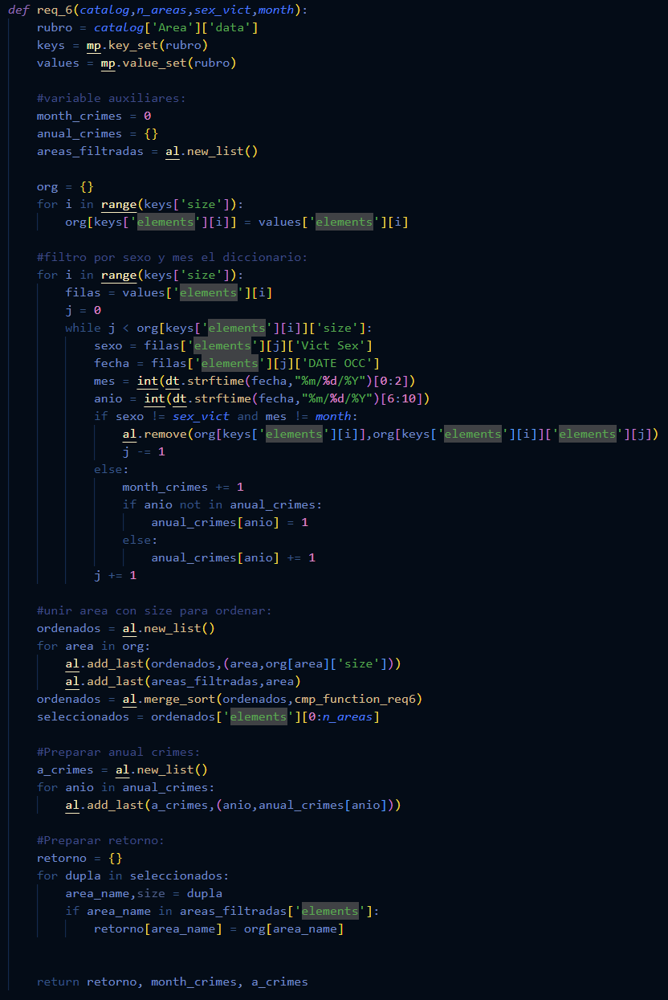 def req_6(catalog,n_areas,sex_vict,month):
    rubro = catalog['Area']['data']
    keys = mp.key_set(rubro)
    values = mp.value_set(rubro)

    #variable auxiliares:
    month_crimes = 0
    anual_crimes = {}
    areas_filtradas = al.new_list()

    org = {}
    for i in range(keys['size']):
        org[keys['elements'][i]] = values['elements'][i]

    #filtro por sexo y mes el diccionario:
    for i in range(keys['size']):
        filas = values['elements'][i]
        j = 0
        while j < org[keys['elements'][i]]['size']:
            sexo = filas['elements'][j]['Vict Sex']
            fecha = filas['elements'][j]['DATE OCC']
            mes = int(dt.strftime(fecha,"%m/%d/%Y")[0:2])
            anio = int(dt.strftime(fecha,"%m/%d/%Y")[6:10])
            if sexo != sex_vict and mes != month:
                al.remove(org[keys['elements'][i]],org[keys['elements'][i]]['elements'][j])
                j -= 1
            else:
                month_crimes += 1
                if anio not in anual_crimes:
                    anual_crimes[anio] = 1
                else:
                    anual_crimes[anio] += 1
            j += 1

    #unir area con size para ordenar:
    ordenados = al.new_list()
    for area in org:
        al.add_last(ordenados,(area,org[area]['size']))
        al.add_last(areas_filtradas,area)
    ordenados = al.merge_sort(ordenados,cmp_function_req6)
    seleccionados = ordenados['elements'][0:n_areas]

    #Preparar anual crimes:
    a_crimes = al.new_list()
    for anio in anual_crimes:
        al.add_last(a_crimes,(anio,anual_crimes[anio]))

    #Preparar retorno:
    retorno = {}
    for dupla in seleccionados:
        area_name,size = dupla
        if area_name in areas_filtradas['elements']:
            retorno[area_name] = org[area_name]


    return retorno, month_crimes, a_crimes